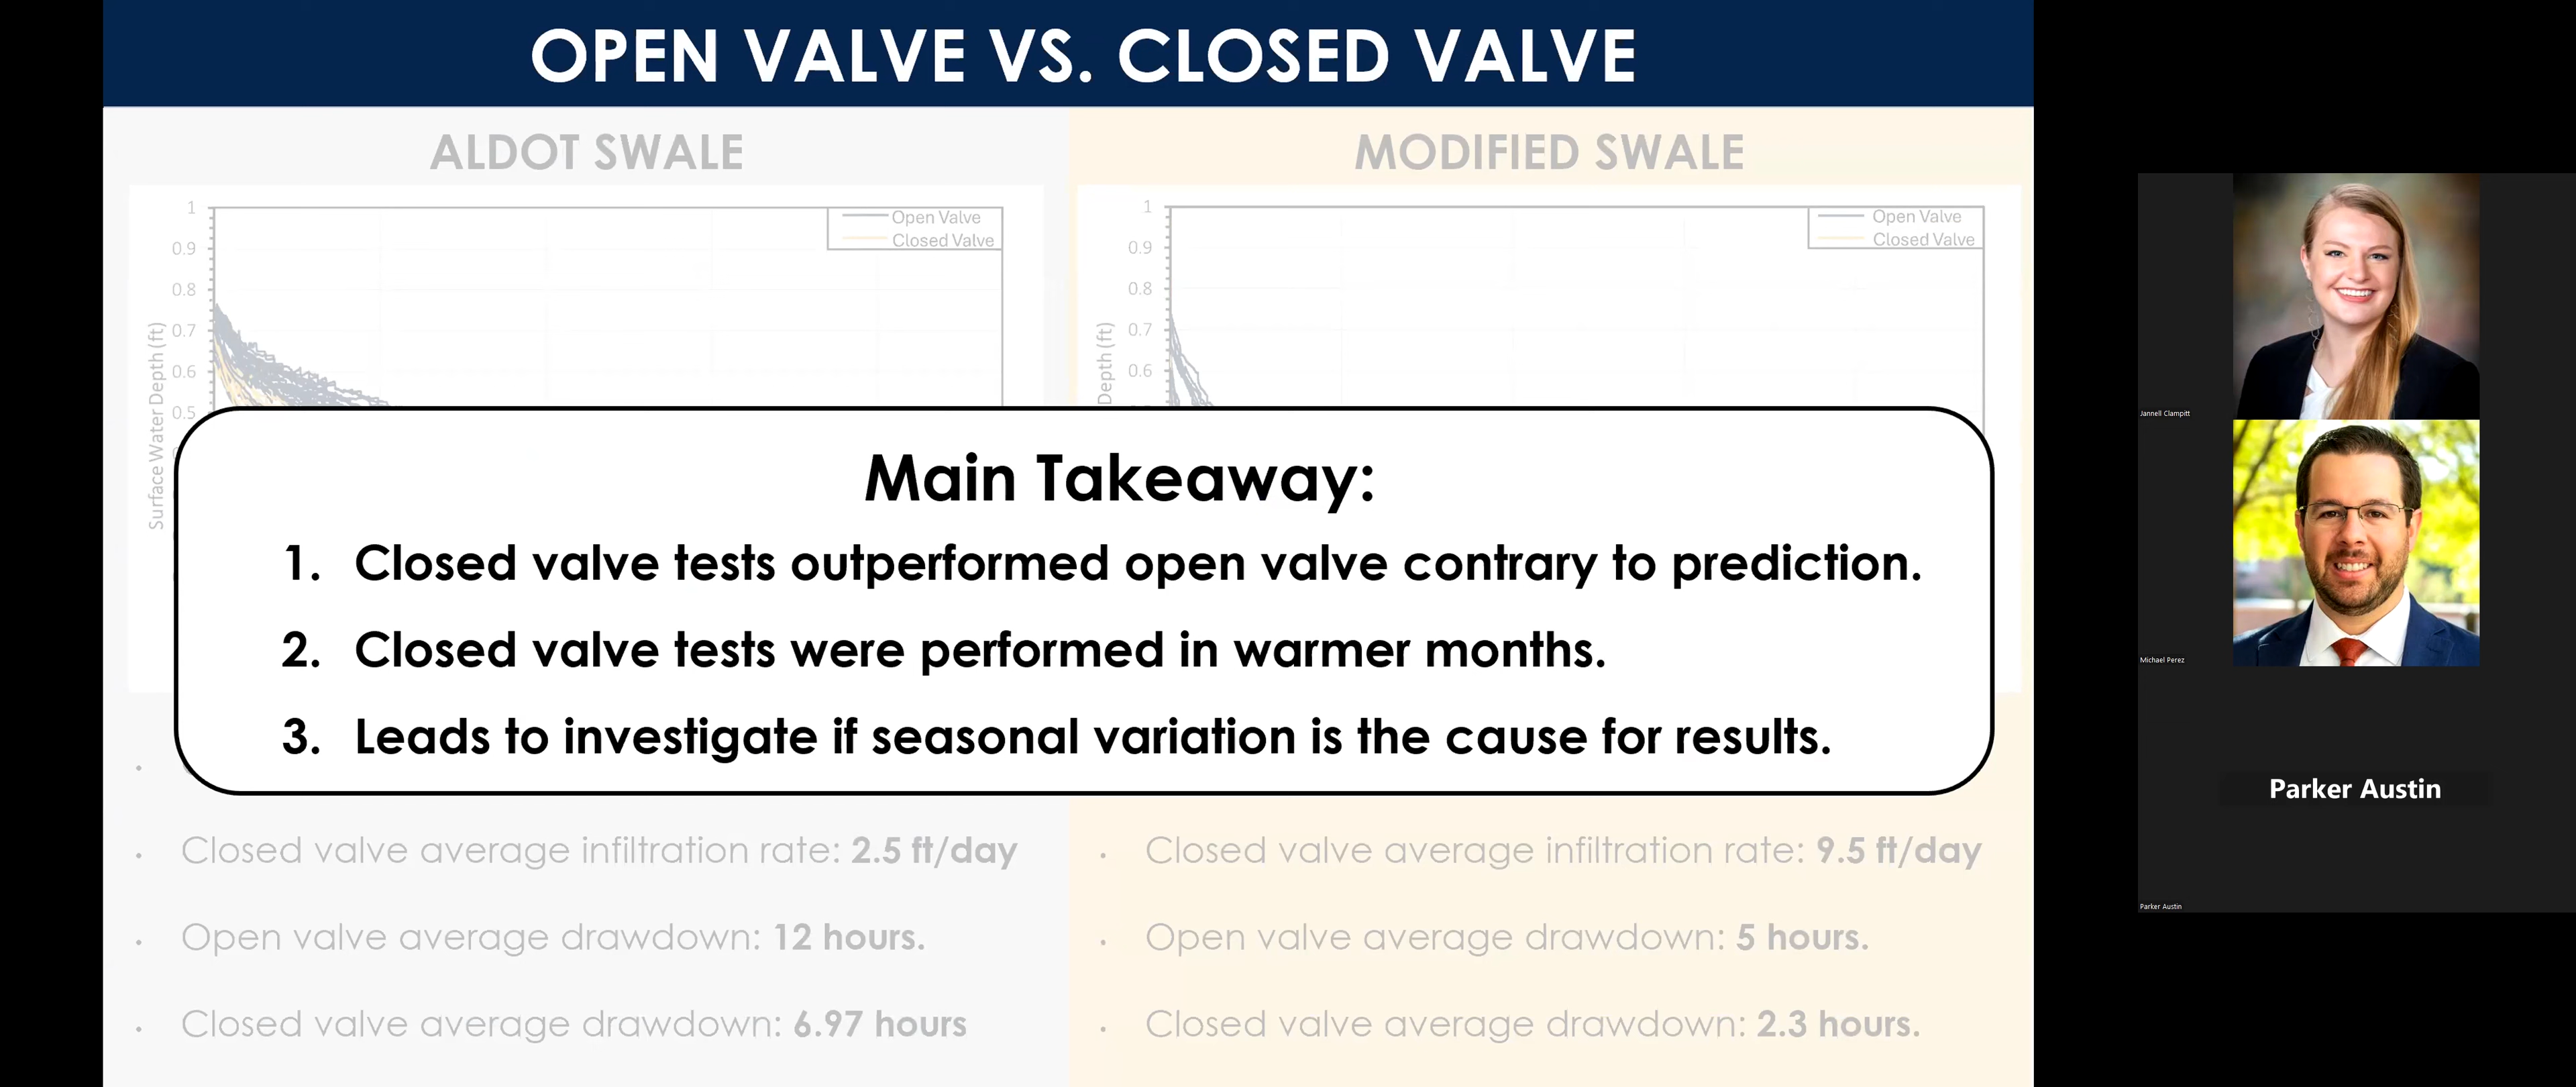 OPEN VALVE VS. CLOSED VALVE
ALDOT SWALE
1
0.9
0.8
0.7
0.6
0.5
Surface Water Depth (ft)
Open Valve
Closed Valve
MODIFIED SWALE
1
0.9
0.8
0.7
0.6
Depth (ft)
Open Valve
Closed Valve
Main Takeaway:
1. Closed valve tests outperformed open valve contrary to prediction.
2. Closed valve tests were performed in warmer months.
3. Leads to investigate if seasonal variation is the cause for results.
• Closed valve average infiltration rate: 2.5 ft/day
• Open valve average drawdown: 12 hours.
• Closed valve average drawdown: 6.97 hours
• Closed valve average infiltration rate: 9.5 ft/day
• Open valve average drawdown: 5 hours.
• Closed valve average drawdown: 2.3 hours.
Jannell Clampitt
Michael Perez
Parker Austin
Parker Austin